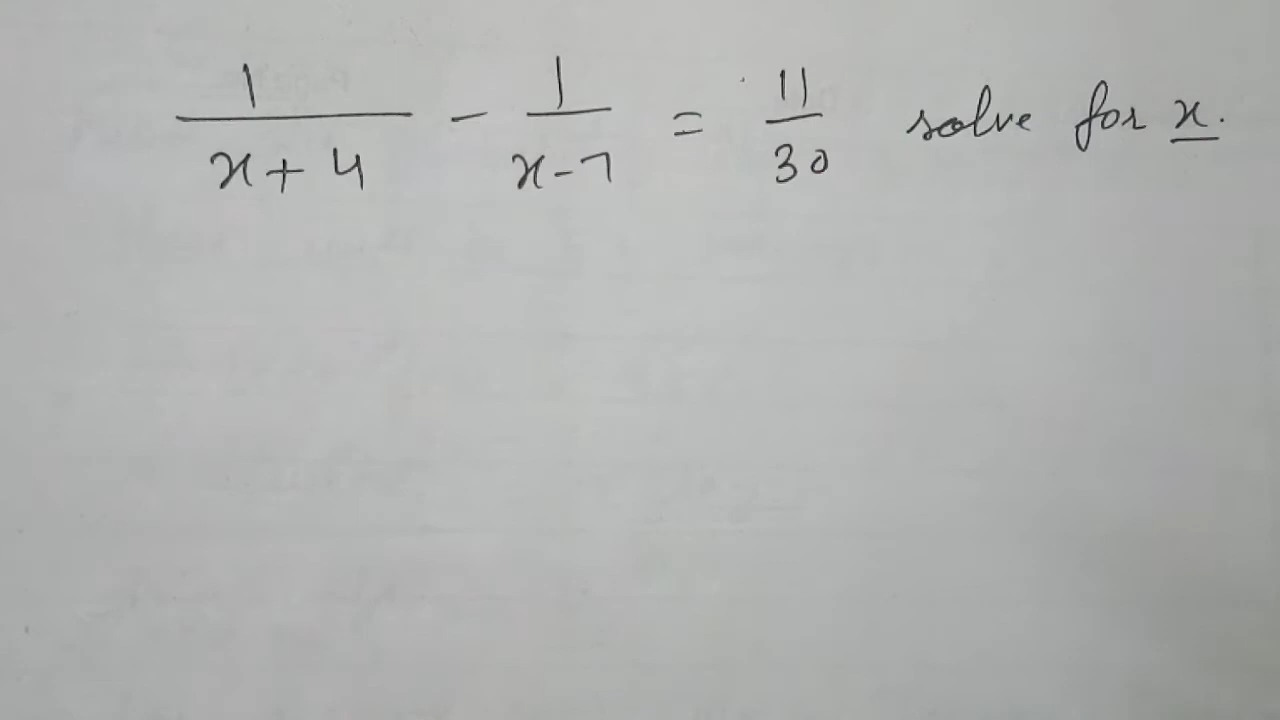 1/(x+4) - 1/(x-7) = 11/30 solve for x.